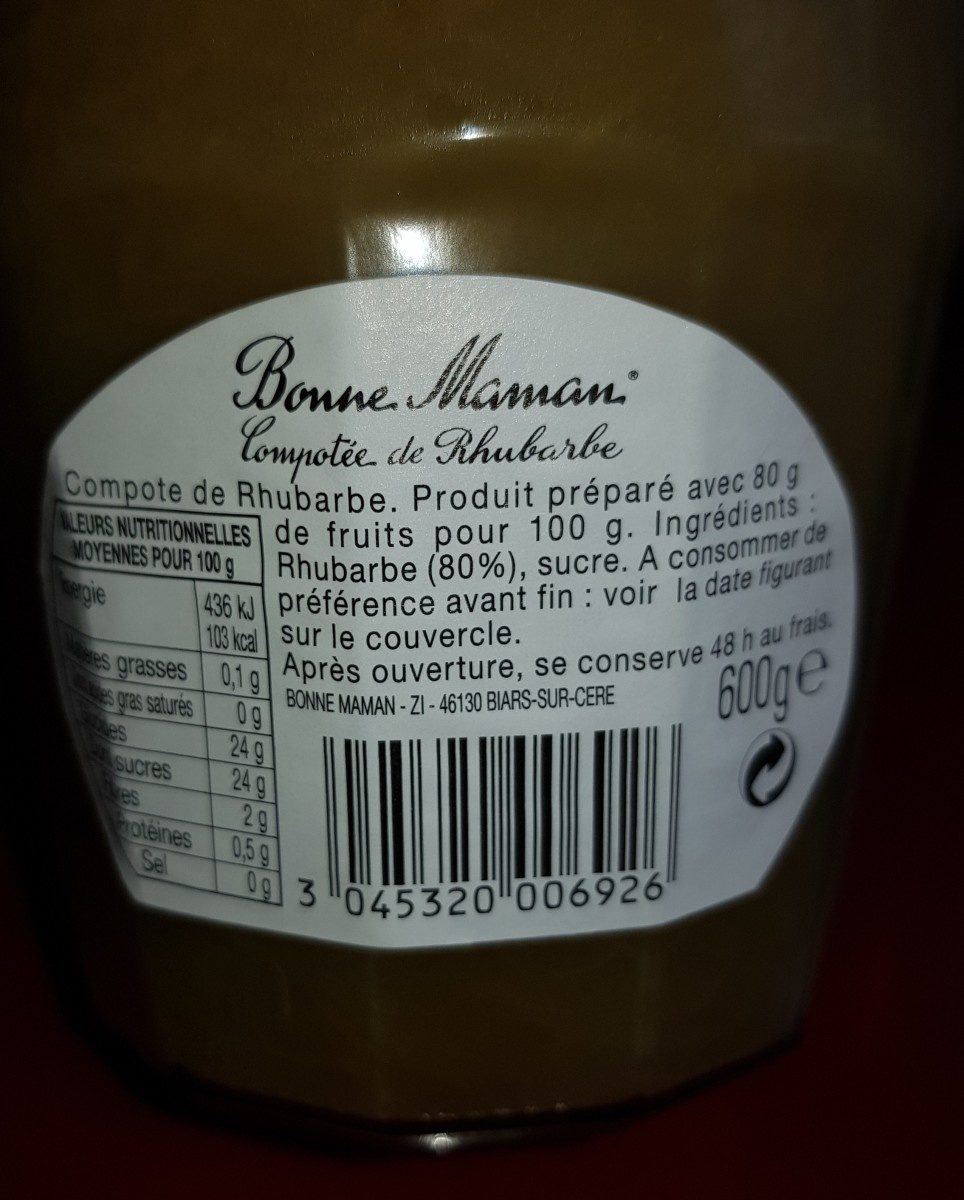 Bonne Maman®
Compotée de Rhubarbe
Compote de Rhubarbe. Produit préparé avec 80 g
de fruits pour 100 g. Ingrédients :
Rhubarbe (80%), sucre. A consommer de
préférence avant fin : voir la date figurant
sur le couvercle.
Après ouverture, se conserve 48 h au frais.
BONNE MAMAN - ZI - 46130 BIARS-SUR-CERE
600g e
VALEURS NUTRITIONNELLES
MOYENNES POUR 100 g
Energie 436 kJ
103 kcal
grasses 0,1 g
gras saturés 0 g
24 g
sucres 24 g
2 g
Protéines 0,5 g
Sel 0 g
3 045320 006926